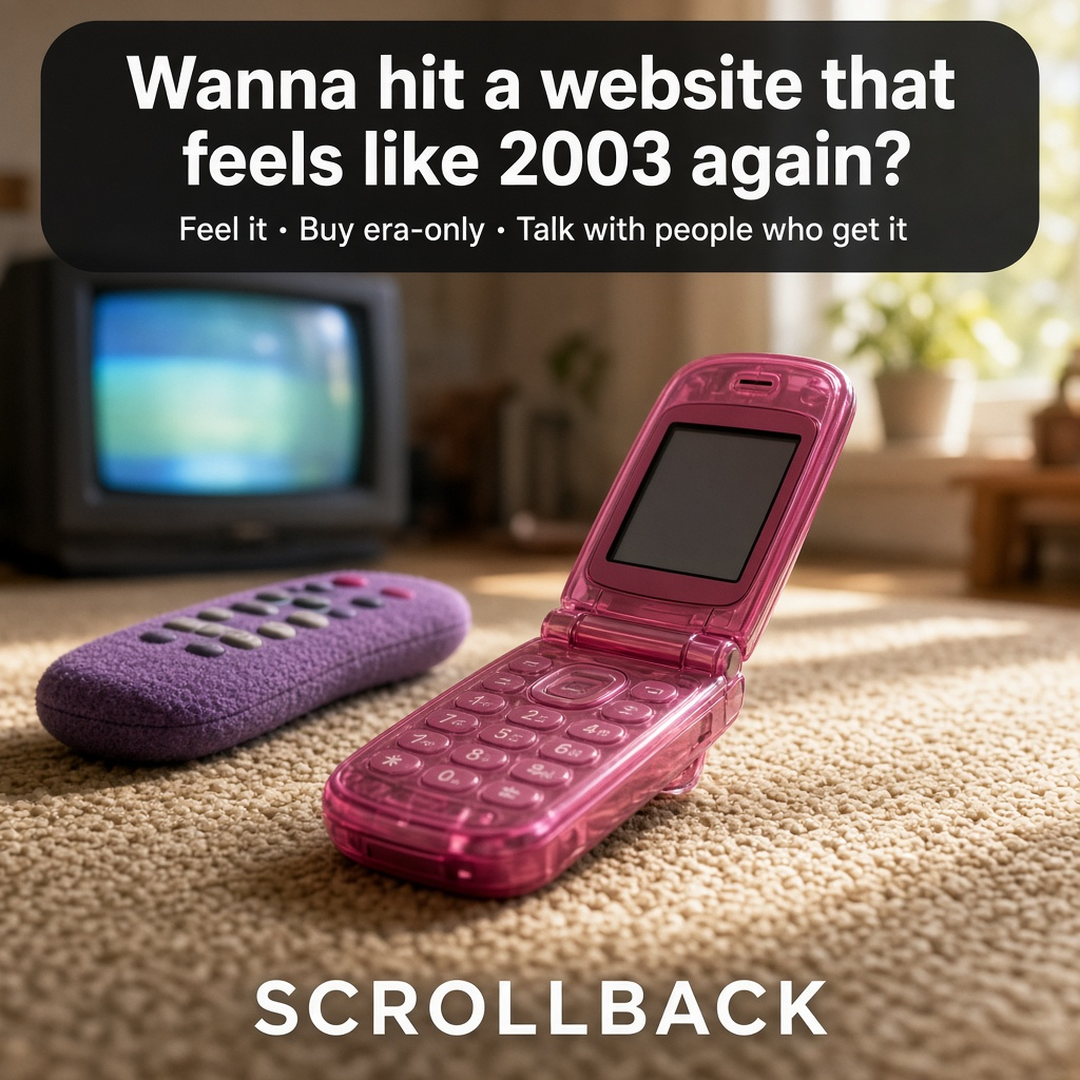 Wanna hit a website that
feels like 2003 again?
Feel it • Buy era-only • Talk with people who get it
SCROLLBACK